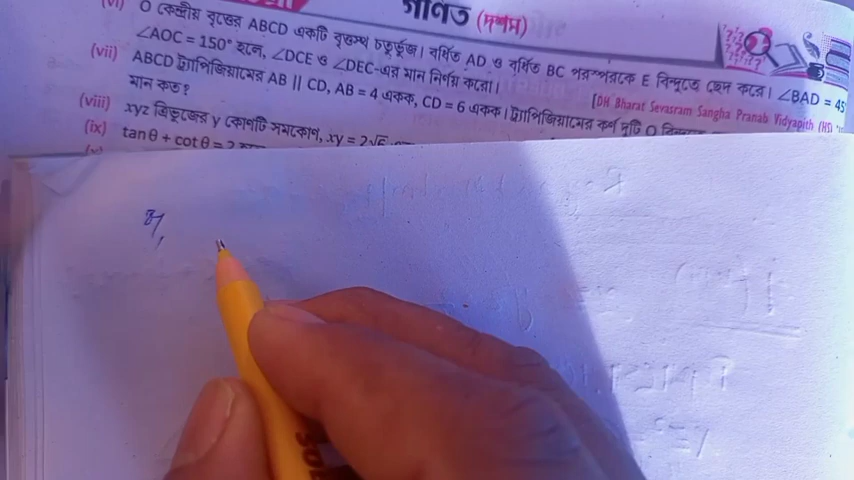 গণিত (দশম)
(vi) O কেন্দ্রীয় বৃত্তের ABCD একটি বৃত্তস্থ চতুর্ভুজ। বর্ধিত AD ও বর্ধিত BC পরস্পরকে E বিন্দুতে ছেদ করে। ∠BAD = 45
∠AOC = 150° হলে, ∠DCE ও ∠DEC-এর মান নির্ণয় করো।
[DH Bharat Sevasram Sangha Pranab Vidyapith (HS)
(vii) ABCD ট্রাপিজিয়ামের AB || CD, AB = 4 একক, CD = 6 একক। ট্রাপিজিয়ামের কর্ণ দুটি O
মান কত?
(viii) xyz ত্রিভুজের y কোণটি সমকোণ, xy = 2√6
(ix) tanθ + cotθ = 2